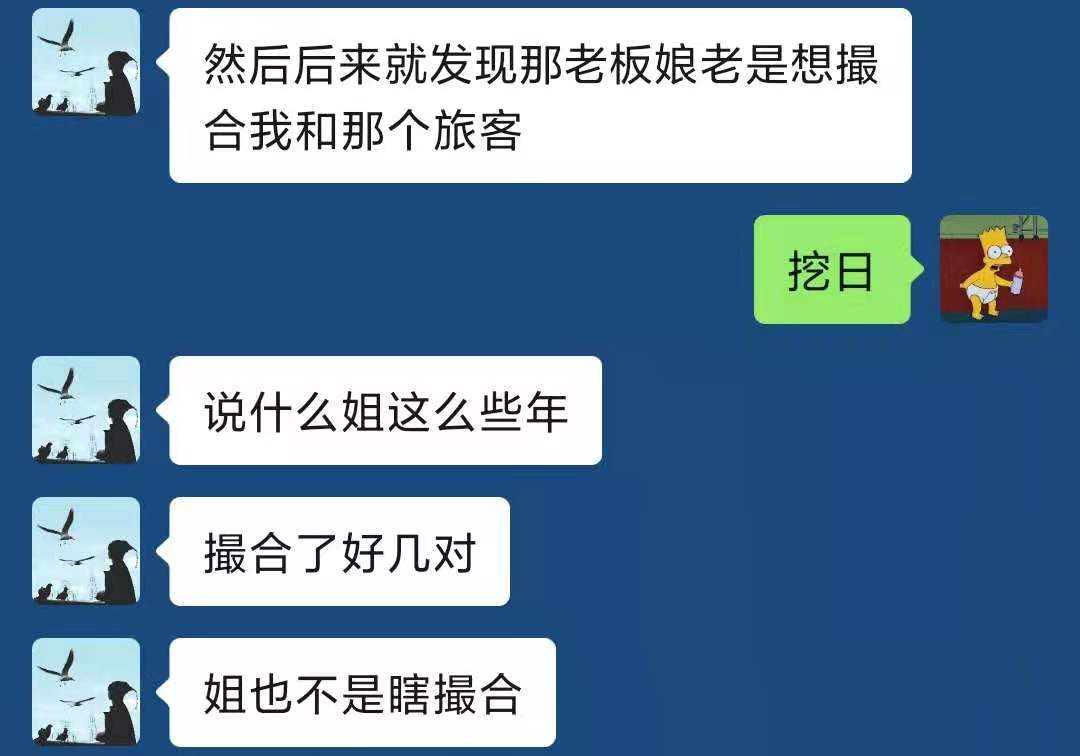 然后后来就发现那老板娘老是想撮
合我和那个旅客
挖日
说什么姐这么些年
撮合了好几对
姐也不是瞎撮合